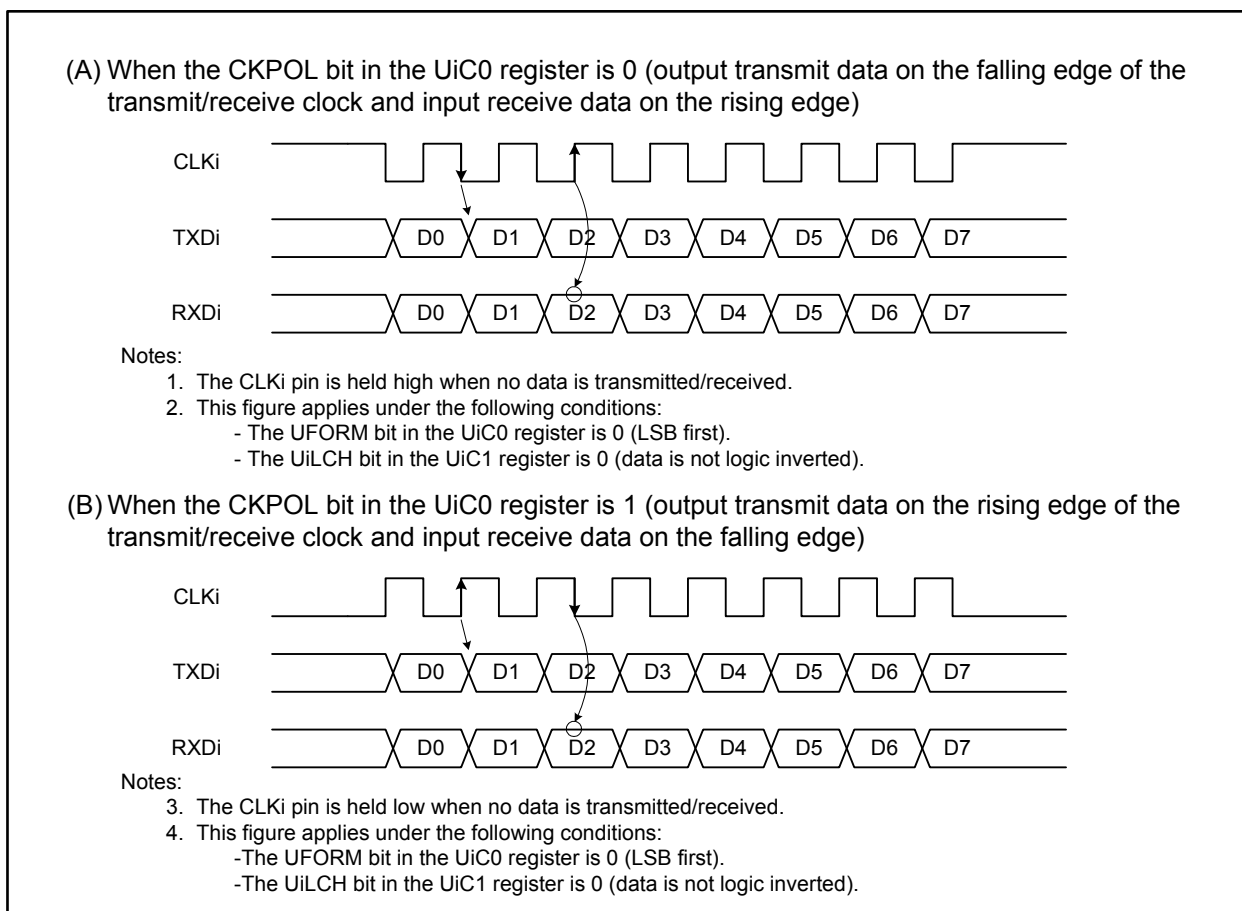 (A) When the CKPOL bit in the UiC0 register is 0 (output transmit data on the falling edge of the
transmit/receive clock and input receive data on the rising edge)
CLKi
TXDi D0 D1 D2 D3 D4 D5 D6 D7
RXDi D0 D1 D2 D3 D4 D5 D6 D7
Notes:
1. The CLKi pin is held high when no data is transmitted/received.
2. This figure applies under the following conditions:
- The UFORM bit in the UiC0 register is 0 (LSB first).
- The UiLCH bit in the UiC1 register is 0 (data is not logic inverted).
(B) When the CKPOL bit in the UiC0 register is 1 (output transmit data on the rising edge of the
transmit/receive clock and input receive data on the falling edge)
CLKi
TXDi D0 D1 D2 D3 D4 D5 D6 D7
RXDi D0 D1 D2 D3 D4 D5 D6 D7
Notes:
3. The CLKi pin is held low when no data is transmitted/received.
4. This figure applies under the following conditions:
-The UFORM bit in the UiC0 register is 0 (LSB first).
-The UiLCH bit in the UiC1 register is 0 (data is not logic inverted).